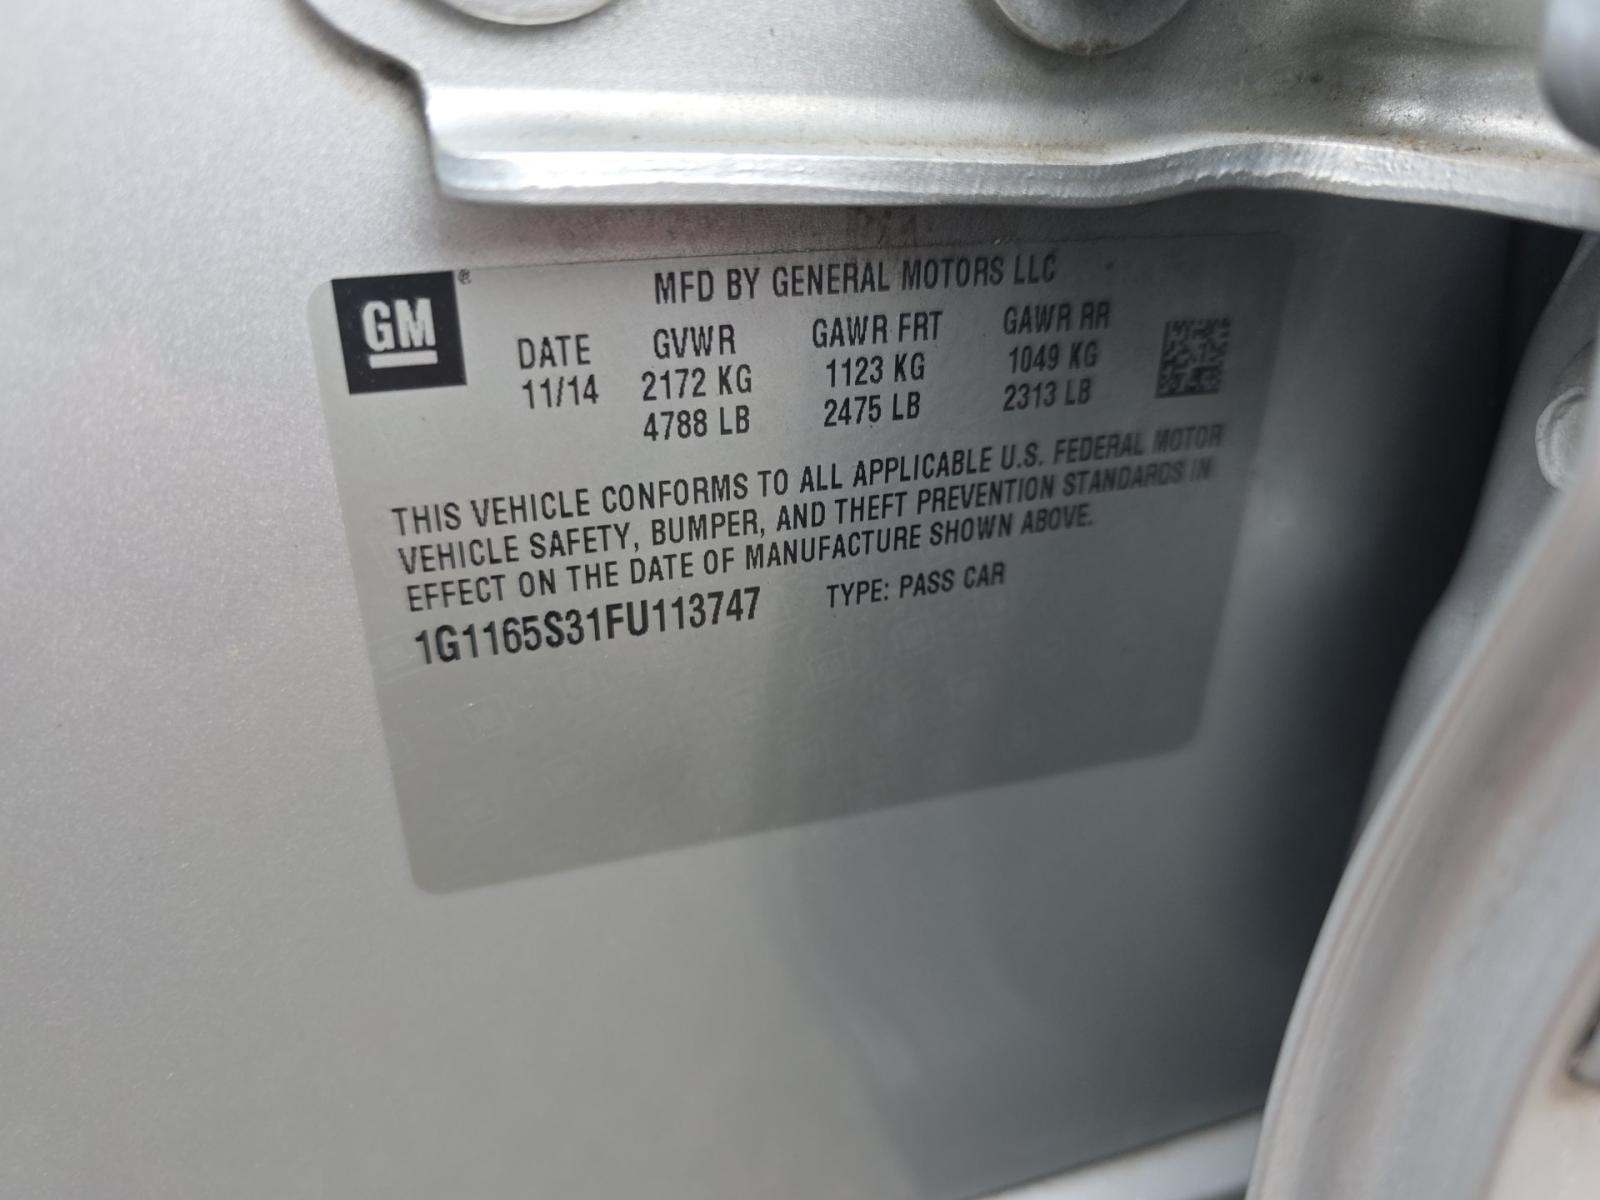 GM®
MFD BY GENERAL MOTORS LLC
DATE GVWR GAWR FRT GAWR RR
11/14 2172 KG 1123 KG 1049 KG
4788 LB 2475 LB 2313 LB
THIS VEHICLE CONFORMS TO ALL APPLICABLE U.S. FEDERAL MOTOR
VEHICLE SAFETY, BUMPER, AND THEFT PREVENTION STANDARDS IN
EFFECT ON THE DATE OF MANUFACTURE SHOWN ABOVE.
1G1165S31FU113747 TYPE: PASS CAR